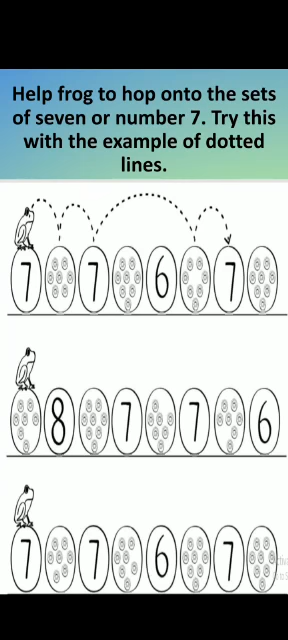 Help frog to hop onto the sets
of seven or number 7. Try this
with the example of dotted
lines.
7 7 6 7
8 7 7 6
7 7 6 7